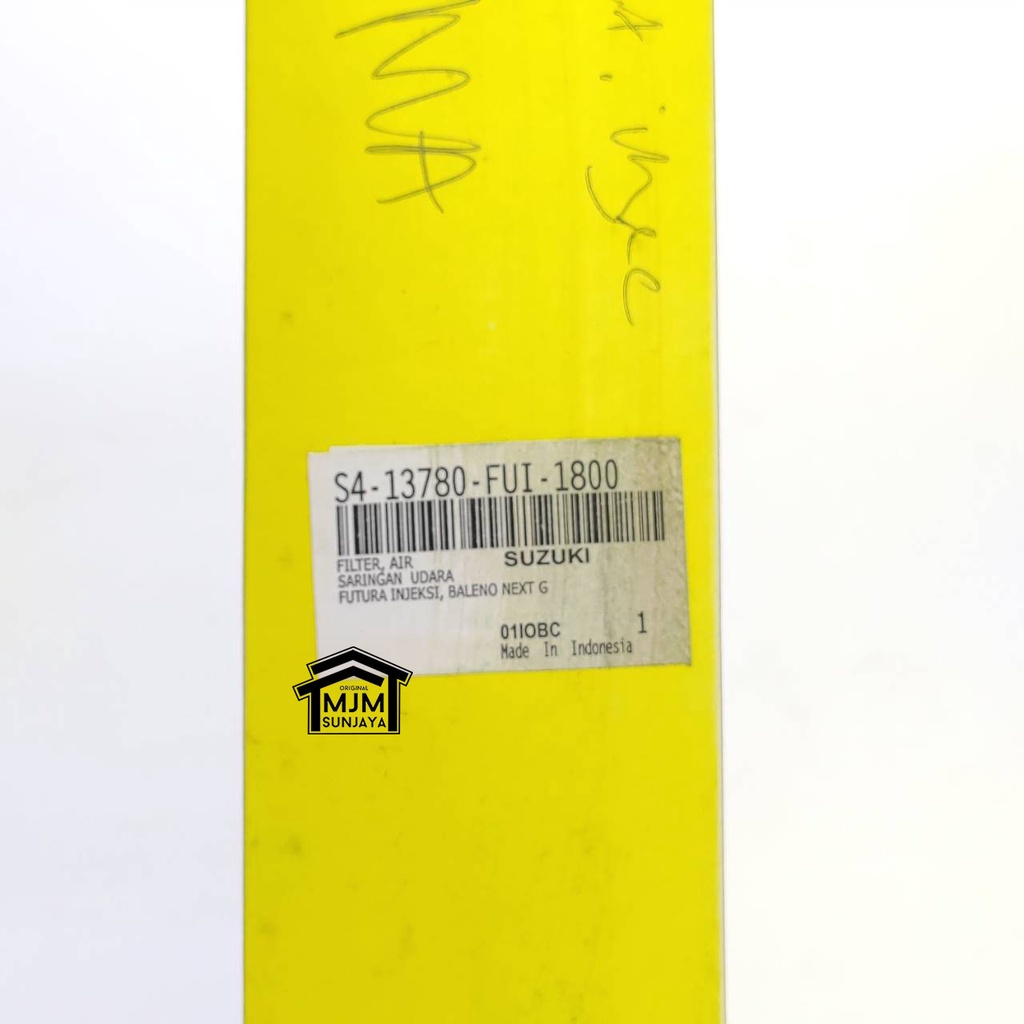 S4-13780-FUI-1800
SUZUKI
FILTER, AIR
SARINGAN UDARA
FUTURA INJEKSI, BALENO NEXT G
01IOBC 1
Made In Indonesia
ORIGINAL
MJM
SUNJAYA